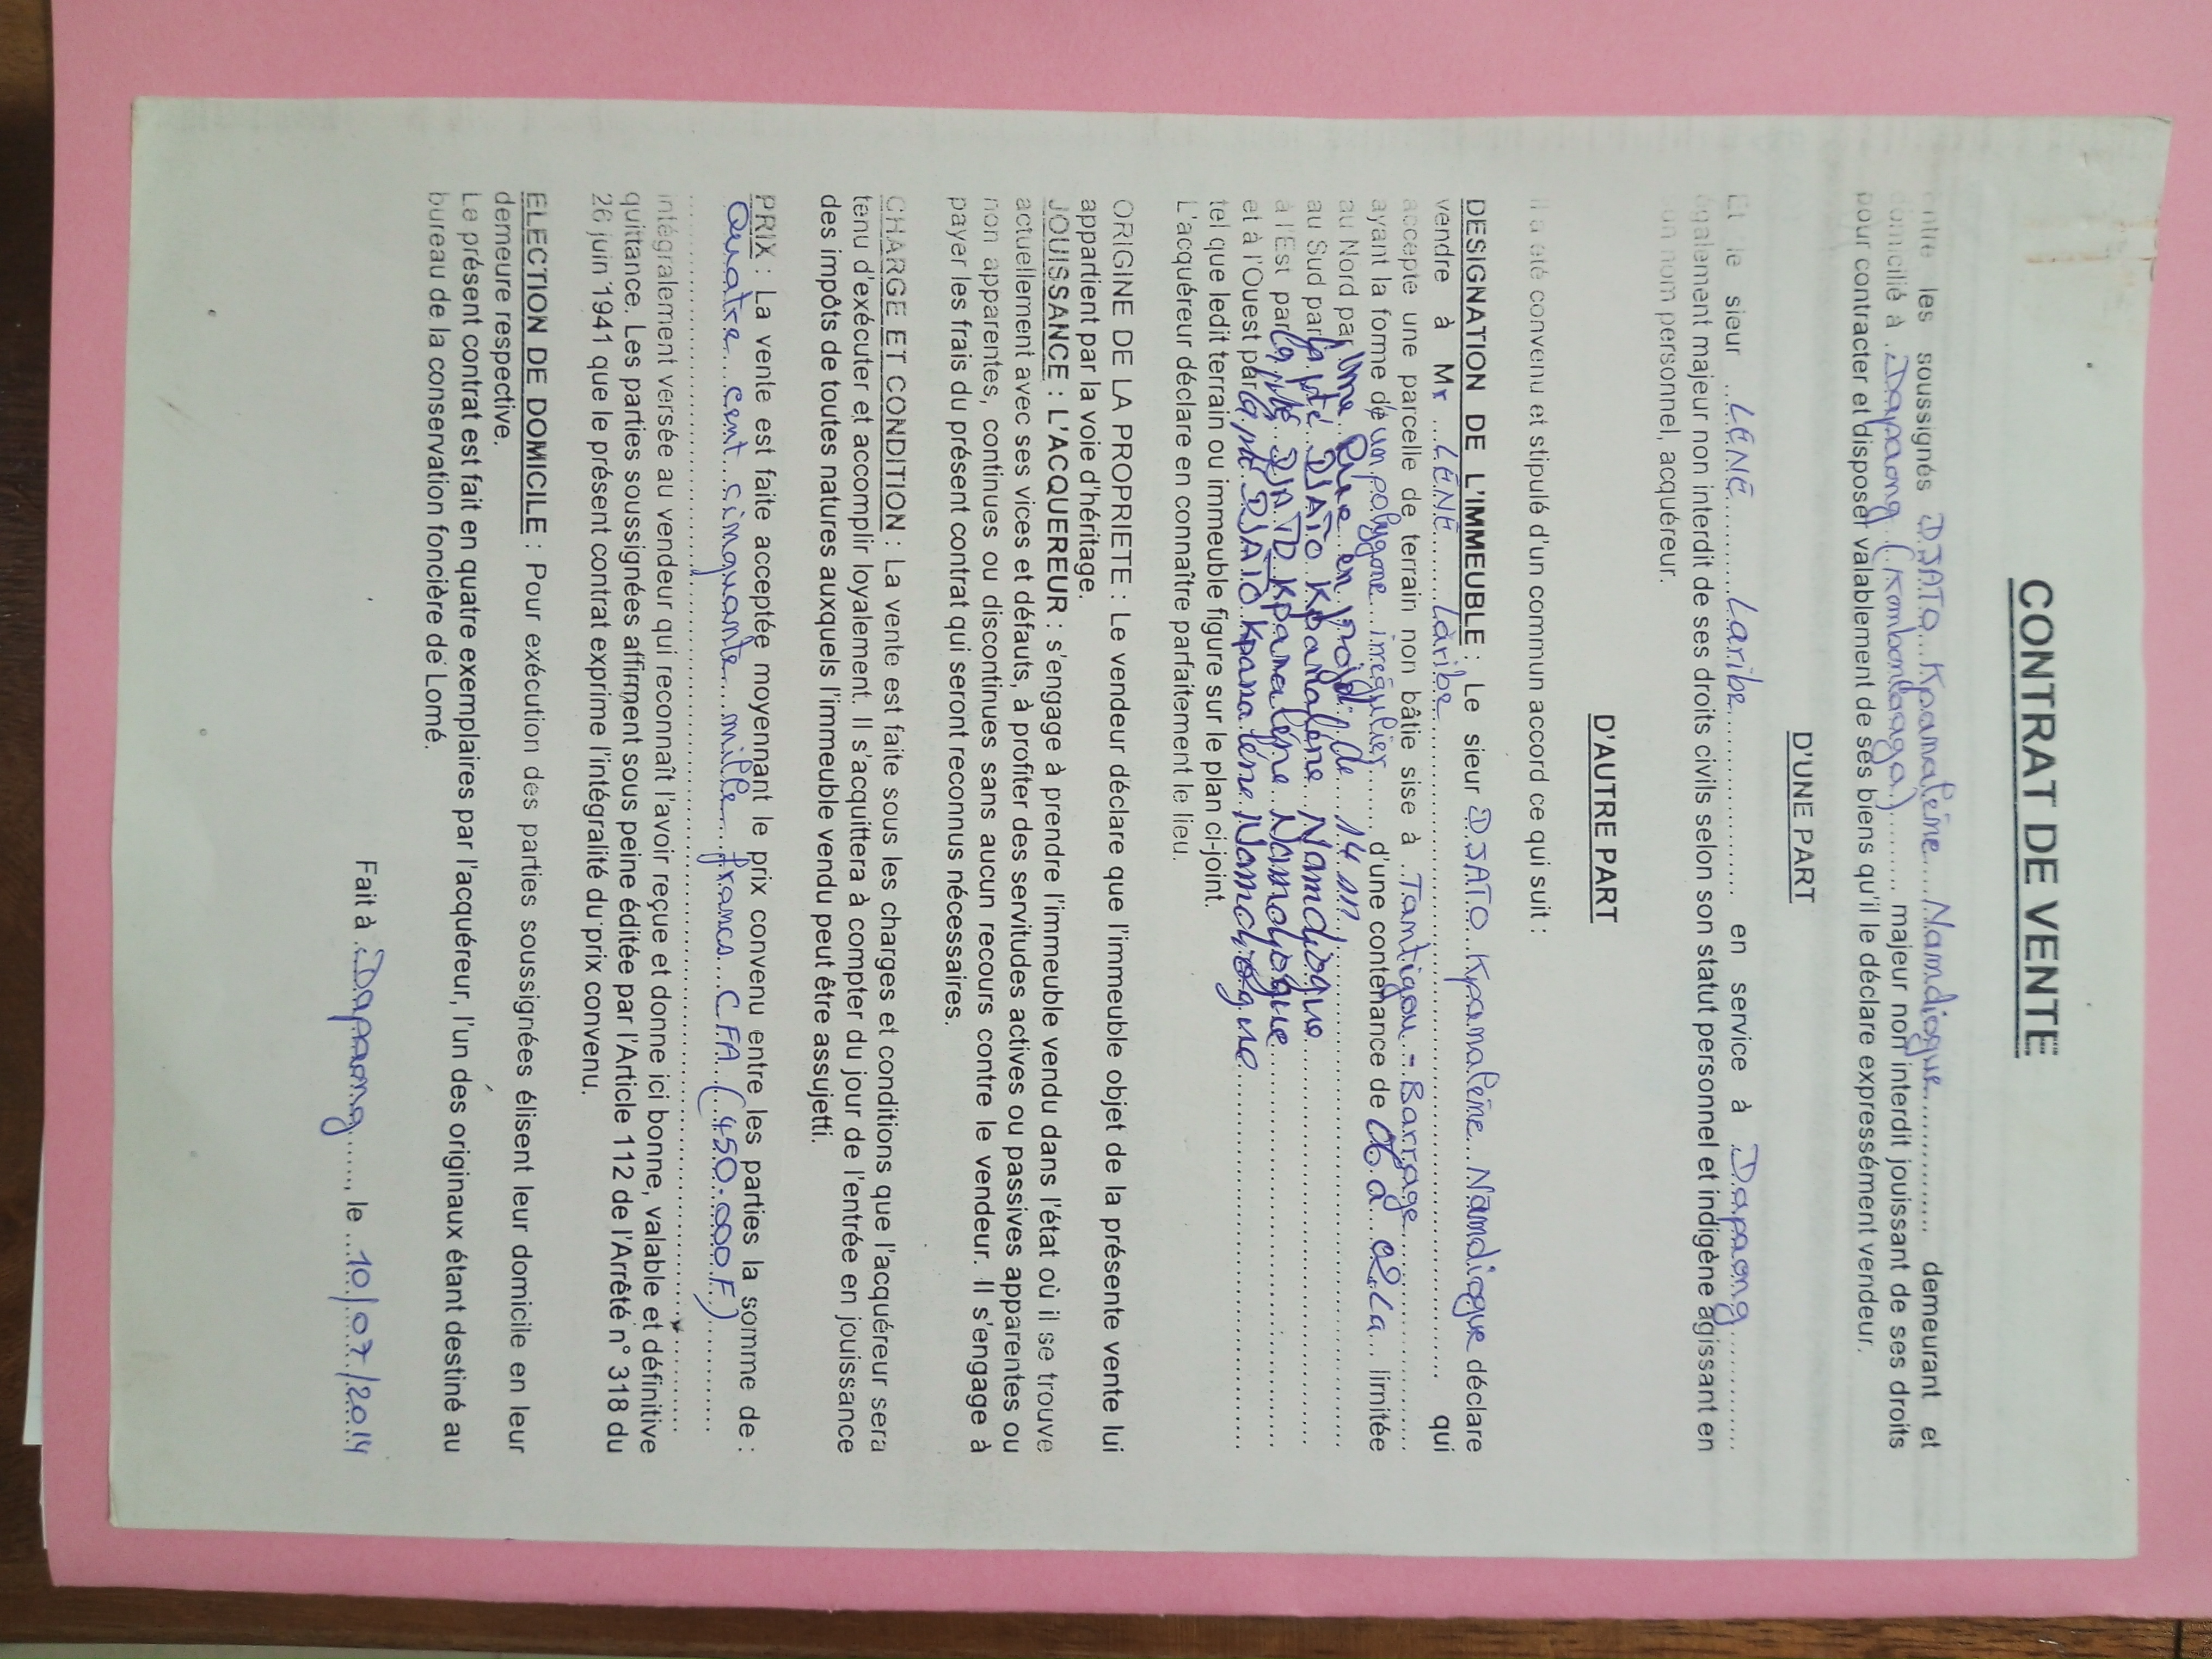 CONTRAT DE VENTE
entre les soussignés DJATO Kpamalène Namdiogue demeurant et
domicilié à Dapaong (Kombonloaga) majeur non interdit jouissant de ses droits
pour contracter et disposer valablement de ses biens qu'il le déclare expressément vendeur.
D'UNE PART
Et le sieur LENE Laribe en service à Dapaong
également majeur non interdit de ses droits civils selon son statut personnel et indigène agissant en
son nom personnel, acquéreur.
D'AUTRE PART
Il a été convenu et stipulé d'un commun accord ce qui suit :
DESIGNATION DE L'IMMEUBLE : Le sieur DJATO Kpamalène Namdiogue déclare
vendre à Mr LENE Laribe qui
accepte une parcelle de terrain non bâtie sise à Tantigou - Barrage
ayant la forme d'un polygone irrégulier d'une contenance de limitée
au Nord par Une Rue en projet de 14 m
au Sud par la pté DJATO Kpamalène Namdiogue
à l'Est par la pté DJATO Kpamalène Namdiogue
et à l'Ouest par la pté DJATO Kpamalène Namdiogue
tel que ledit terrain ou immeuble figure sur le plan ci-joint.
L'acquéreur déclare en connaître parfaitement le lieu.
ORIGINE DE LA PROPRIETE : Le vendeur déclare que l'immeuble objet de la présente vente lui
appartient par la voie d'héritage.
JOUISSANCE : L'ACQUEREUR : s'engage à prendre l'immeuble vendu dans l'état où il se trouve
actuellement avec ses vices et défauts, à profiter des servitudes actives ou passives apparentes ou
non apparentes, continues ou discontinues sans aucun recours contre le vendeur. Il s'engage à
payer les frais du présent contrat qui seront reconnus nécessaires.
CHARGE ET CONDITION : La vente est faite sous les charges et conditions que l'acquéreur sera
tenu d'exécuter et accomplir loyalement. Il s'acquittera à compter du jour de l'entrée en jouissance
des impôts de toutes natures auxquels l'immeuble vendu peut être assujetti.
PRIX : La vente est faite acceptée moyennant le prix convenu entre les parties la somme de :
Quatre cent cinquante mille francs CFA (450.000F)
intégralement versée au vendeur qui reconnaît l'avoir reçue et donne ici bonne, valable et définitive
quittance. Les parties soussignées affirment sous peine éditée par l'Article 112 de l'Arrêté n° 318 du
26 juin 1941 que le présent contrat exprime l'intégralité du prix convenu.
ELECTION DE DOMICILE : Pour exécution des parties soussignées élisent leur domicile en leur
demeure respective.
Le présent contrat est fait en quatre exemplaires par l'acquéreur, l'un des originaux étant destiné au
bureau de la conservation foncière de Lomé.
Fait à Dapaong, le 10/07/2014